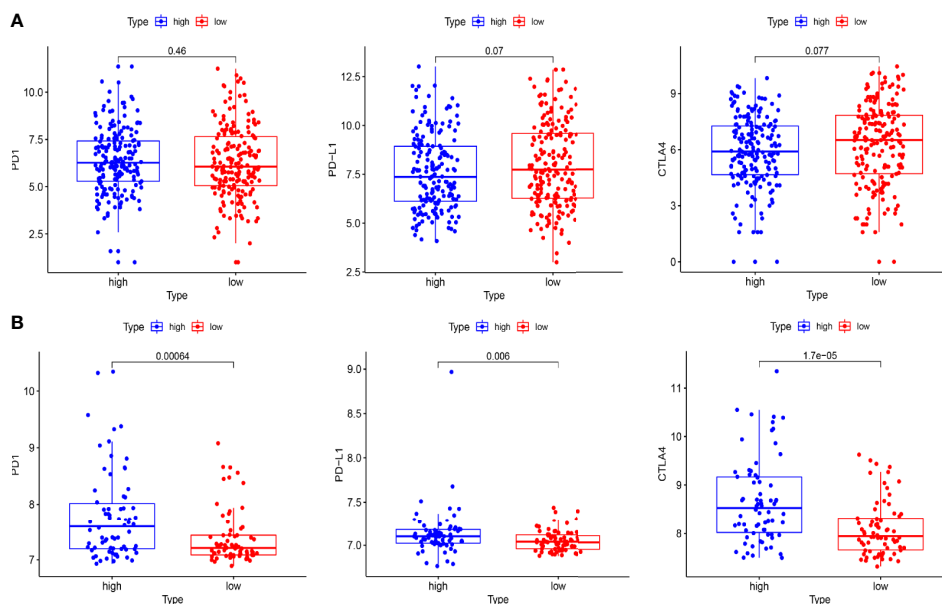 A
Type high low
0.46
PD1
10.0
7.5
5.0
2.5
high low
Type
Type high low
0.07
PD-L1
12.5
10.0
7.5
5.0
2.5
high low
Type
Type high low
0.077
CTLA4
9
6
3
0
high low
Type
B
Type high low
0.00064
PD1
10
9
8
7
high low
Type
Type high low
0.006
PD-L1
9.0
8.5
8.0
7.5
7.0
high low
Type
Type high low
1.7e-05
CTLA4
11
10
9
8
high low
Type